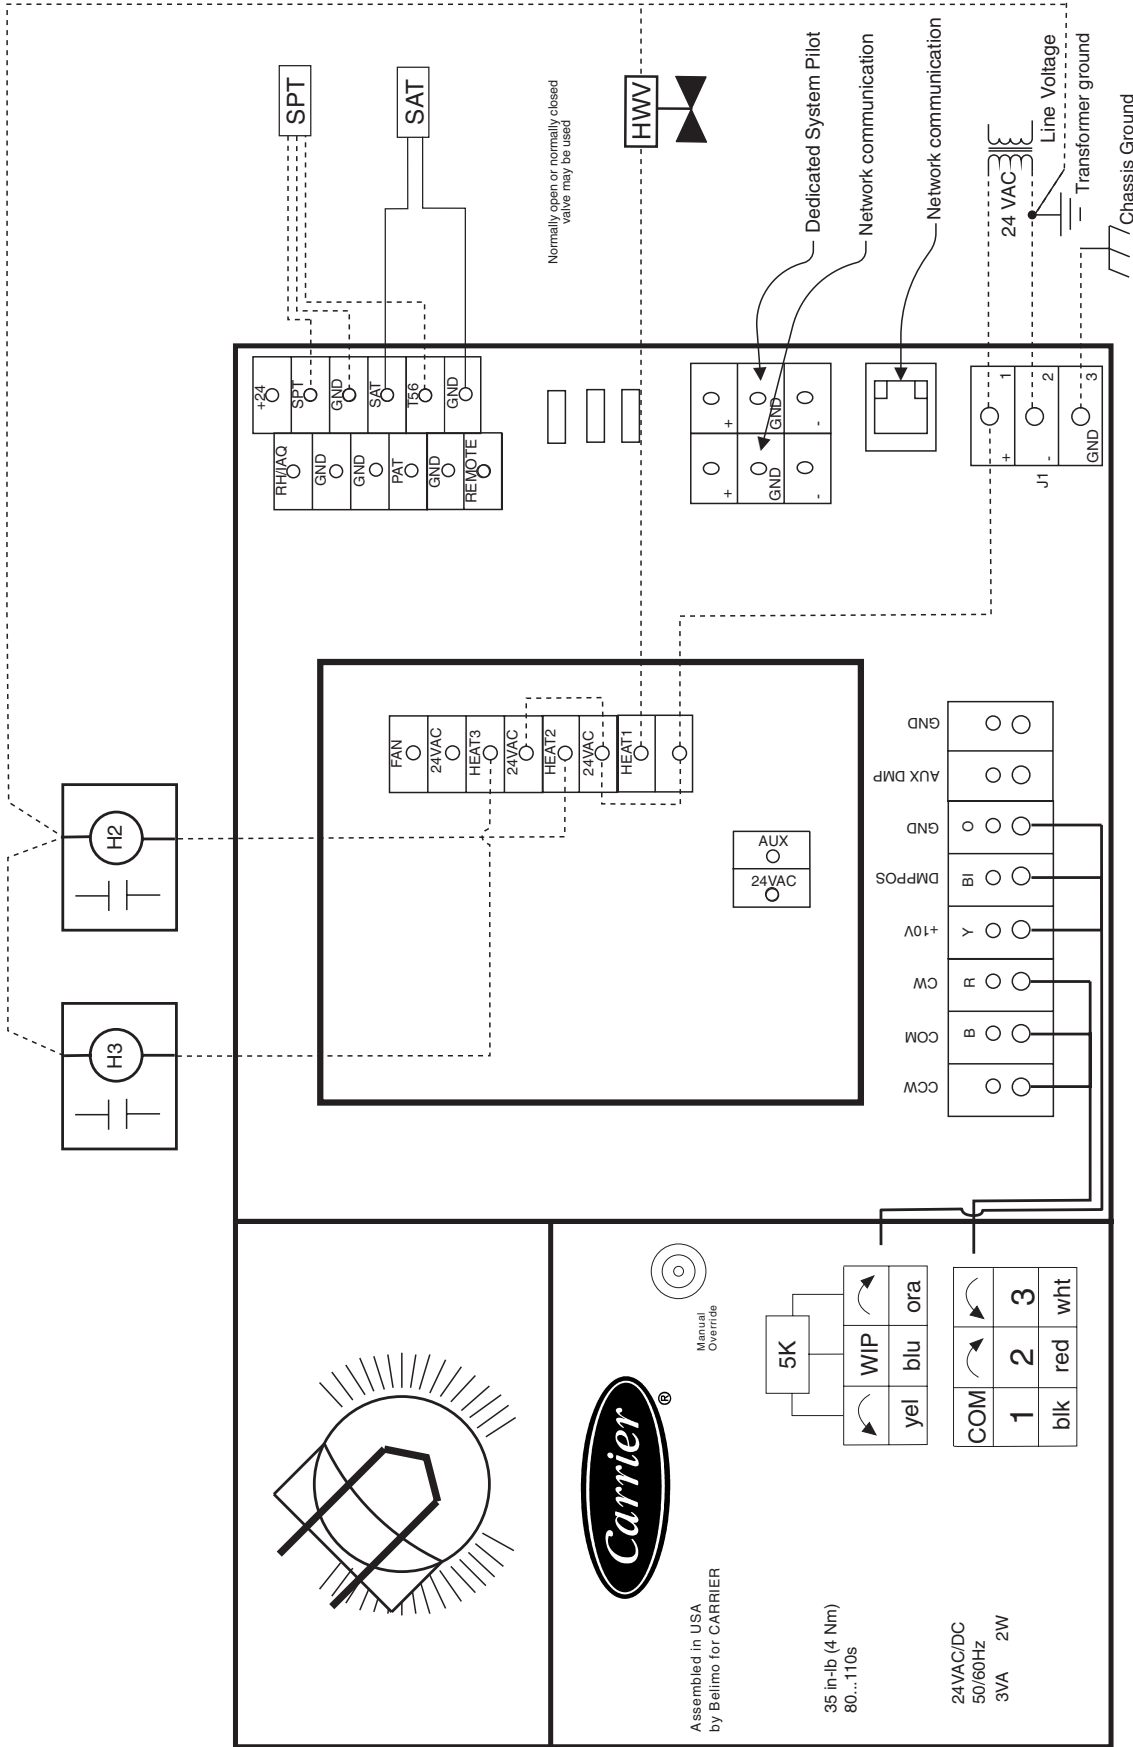 SPT
SAT
Normally open or normally closed
valve may be used
HWV
Dedicated System Pilot
Network communication
Network communication
24 VAC
Line Voltage
Transformer ground
Chassis Ground
+24
SPT
GND
SAT
T56
GND
RH/IAQ
GND
GND
PAT
GND
REMOTE
+
GND
-
+
GND
-
1
2
3
+
-
GND
J1
H2
H3
FAN
24VAC
HEAT3
24VAC
HEAT2
24VAC
HEAT1
AUX
24VAC
GND
AUX DMP
GND
DMPPOS
+10V
CW
COM
CCW
O
Bl
Y
R
B
Manual
Override
5K
WIP
yel
blu
ora
COM
1
2
3
blk
red
wht
Carrier
®
Assembled in USA
by Belimo for CARRIER
35 in-lb (4 Nm)
80...110s
24VAC/DC
50/60Hz
3VA 2W